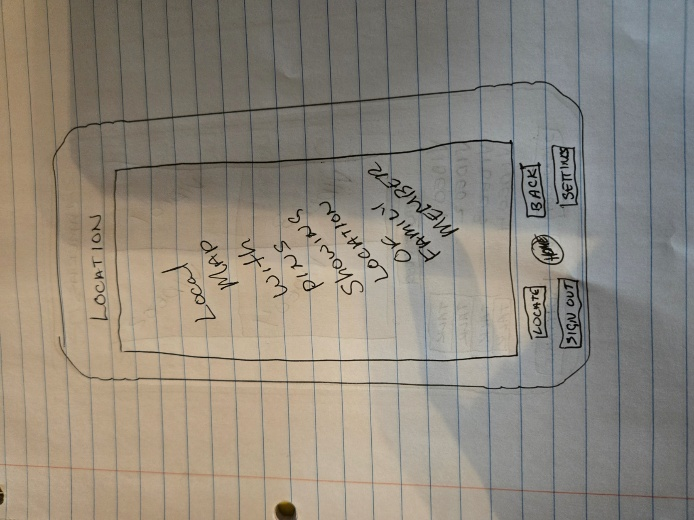 LOCATION
Local
MAP
With
PINS
SHOWING
LOCATION
OF
FAMILY
MEMBER
LOCATE
HOME
BACK
SIGN OUT
SETTINGS